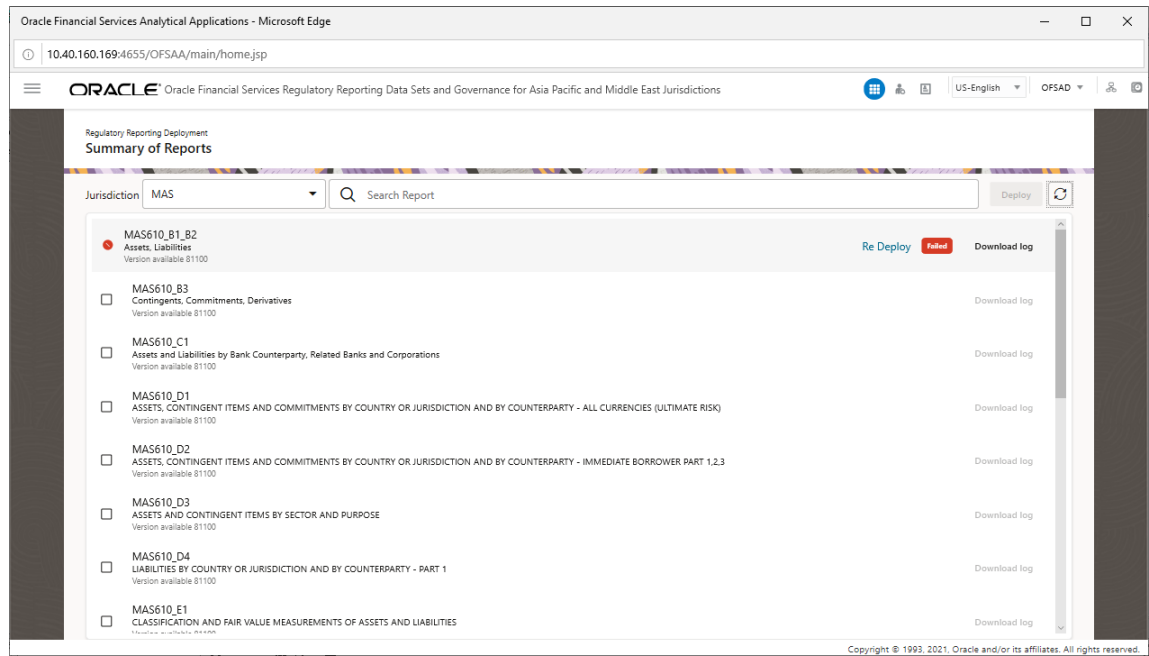 Oracle Financial Services Analytical Applications - Microsoft Edge
10.40.160.169:4655/OFSAA/main/home.jsp
ORACLE® Oracle Financial Services Regulatory Reporting Data Sets and Governance for Asia Pacific and Middle East Jurisdictions US-English OFSAD
Regulatory Reporting Deployment
Summary of Reports
Jurisdiction MAS Search Report Deploy
MAS610_B1_B2
Assets, Liabilities
Version available 81100
Re Deploy Failed Download log
MAS610_B3
Contingents, Commitments, Derivatives
Version available 81100
Download log
MAS610_C1
Assets and Liabilities by Bank Counterparty, Related Banks and Corporations
Version available 81100
Download log
MAS610_D1
ASSETS, CONTINGENT ITEMS AND COMMITMENTS BY COUNTRY OR JURISDICTION AND BY COUNTERPARTY - ALL CURRENCIES (ULTIMATE RISK)
Version available 81100
Download log
MAS610_D2
ASSETS, CONTINGENT ITEMS AND COMMITMENTS BY COUNTRY OR JURISDICTION AND BY COUNTERPARTY - IMMEDIATE BORROWER PART 1,2,3
Version available 81100
Download log
MAS610_D3
ASSETS AND CONTINGENT ITEMS BY SECTOR AND PURPOSE
Version available 81100
Download log
MAS610_D4
LIABILITIES BY COUNTRY OR JURISDICTION AND BY COUNTERPARTY - PART 1
Version available 81100
Download log
MAS610_E1
CLASSIFICATION AND FAIR VALUE MEASUREMENTS OF ASSETS AND LIABILITIES
Download log
Copyright © 1993, 2021, Oracle and/or its affiliates. All rights reserved.